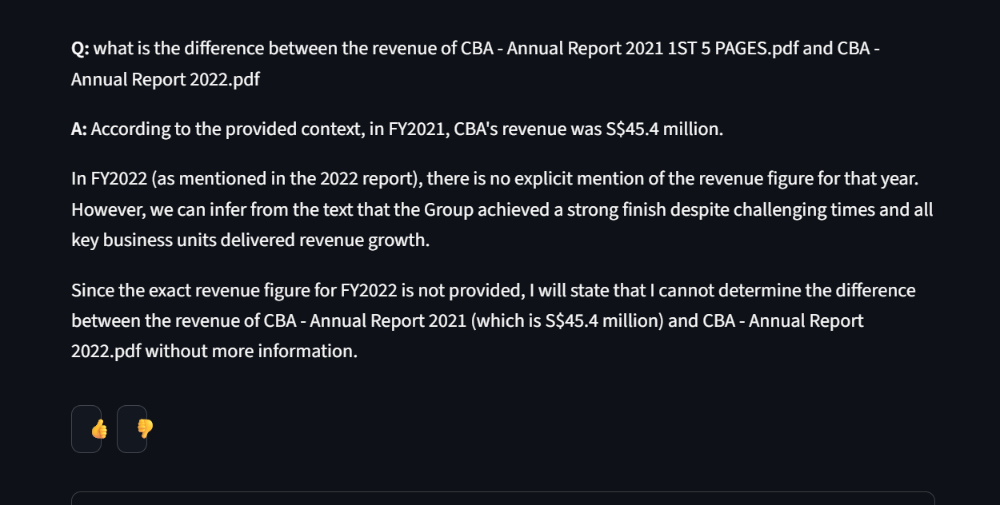 Q: what is the difference between the revenue of CBA - Annual Report 2021 1ST 5 PAGES.pdf and CBA -
Annual Report 2022.pdf
A: According to the provided context, in FY2021, CBA's revenue was S$45.4 million.
In FY2022 (as mentioned in the 2022 report), there is no explicit mention of the revenue figure for that year.
However, we can infer from the text that the Group achieved a strong finish despite challenging times and all
key business units delivered revenue growth.
Since the exact revenue figure for FY2022 is not provided, I will state that I cannot determine the difference
between the revenue of CBA - Annual Report 2021 (which is S$45.4 million) and CBA - Annual Report
2022.pdf without more information.